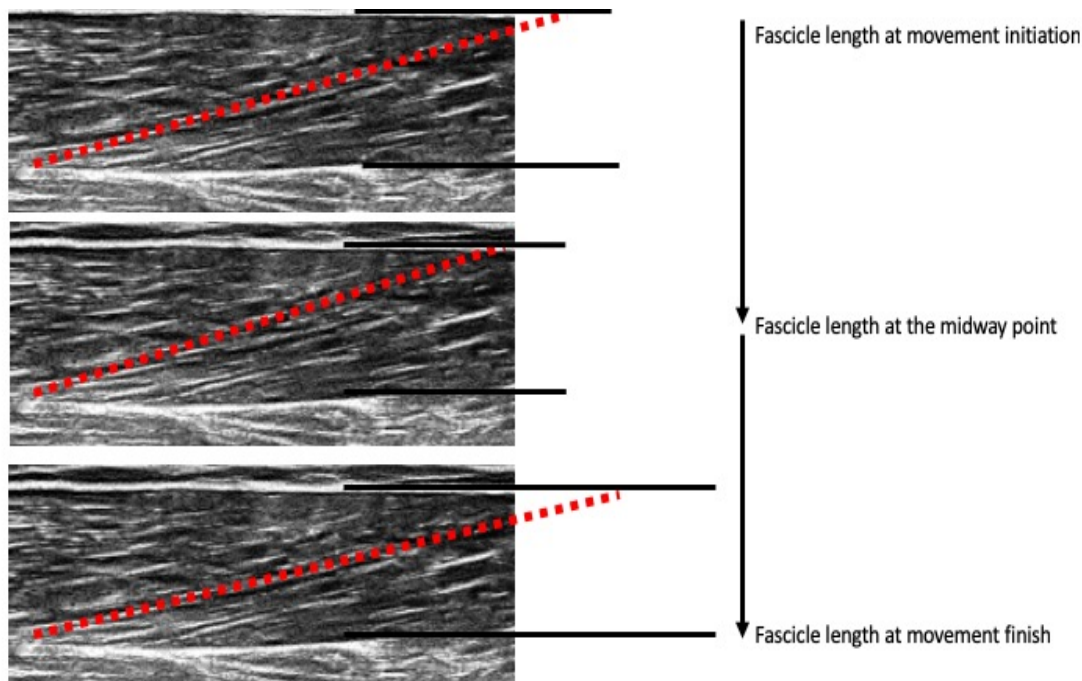 Fascicle length at movement initiation
Fascicle length at the midway point
Fascicle length at movement finish